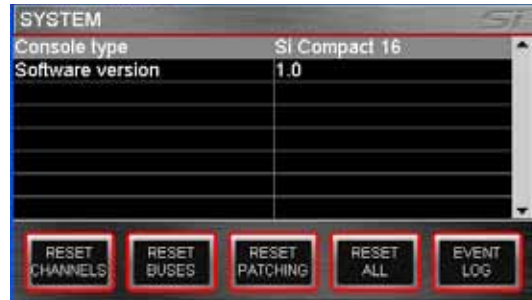 SYSTEM
Si
Console type Si Compact 16
Software version 1.0
RESET CHANNELS
RESET BUSES
RESET PATCHING
RESET ALL
EVENT LOG